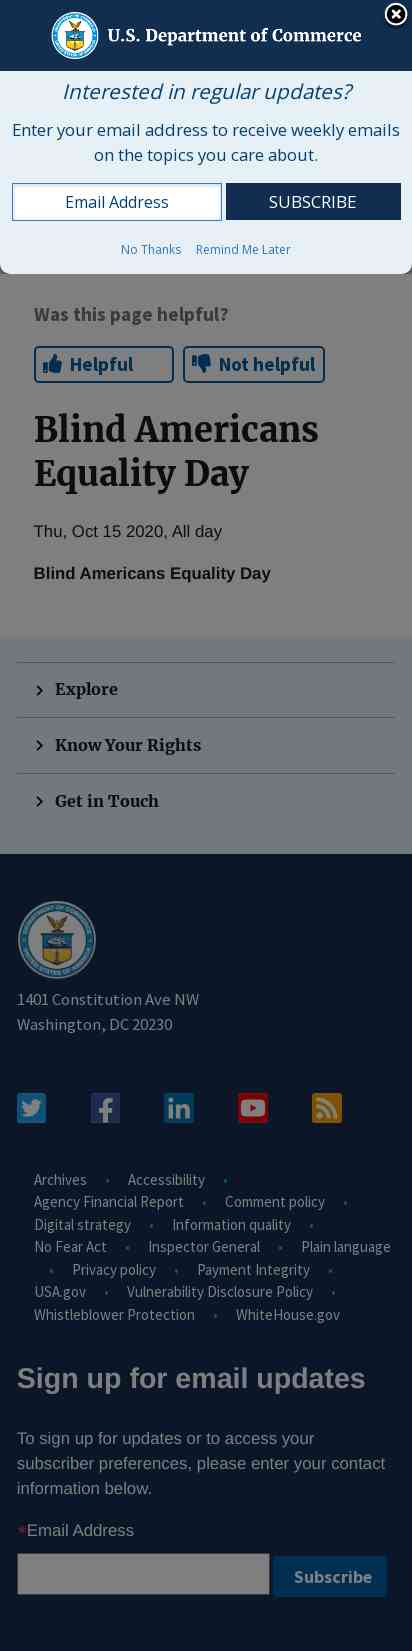 U.S. Department of Commerce
Interested in regular updates?
Enter your email address to receive weekly emails
on the topics you care about.
Email Address SUBSCRIBE
No Thanks Remind Me Later
Was this page helpful?
Helpful Not helpful
Blind Americans
Equality Day
Thu, Oct 15 2020, All day
Blind Americans Equality Day
Explore
Know Your Rights
Get in Touch
1401 Constitution Ave NW
Washington, DC 20230
Archives • Accessibility •
Agency Financial Report • Comment policy •
Digital strategy • Information quality •
No Fear Act • Inspector General • Plain language
• Privacy policy • Payment Integrity •
USA.gov • Vulnerability Disclosure Policy •
Whistleblower Protection • WhiteHouse.gov
Sign up for email updates
To sign up for updates or to access your
subscriber preferences, please enter your contact
information below.
*Email Address
Subscribe